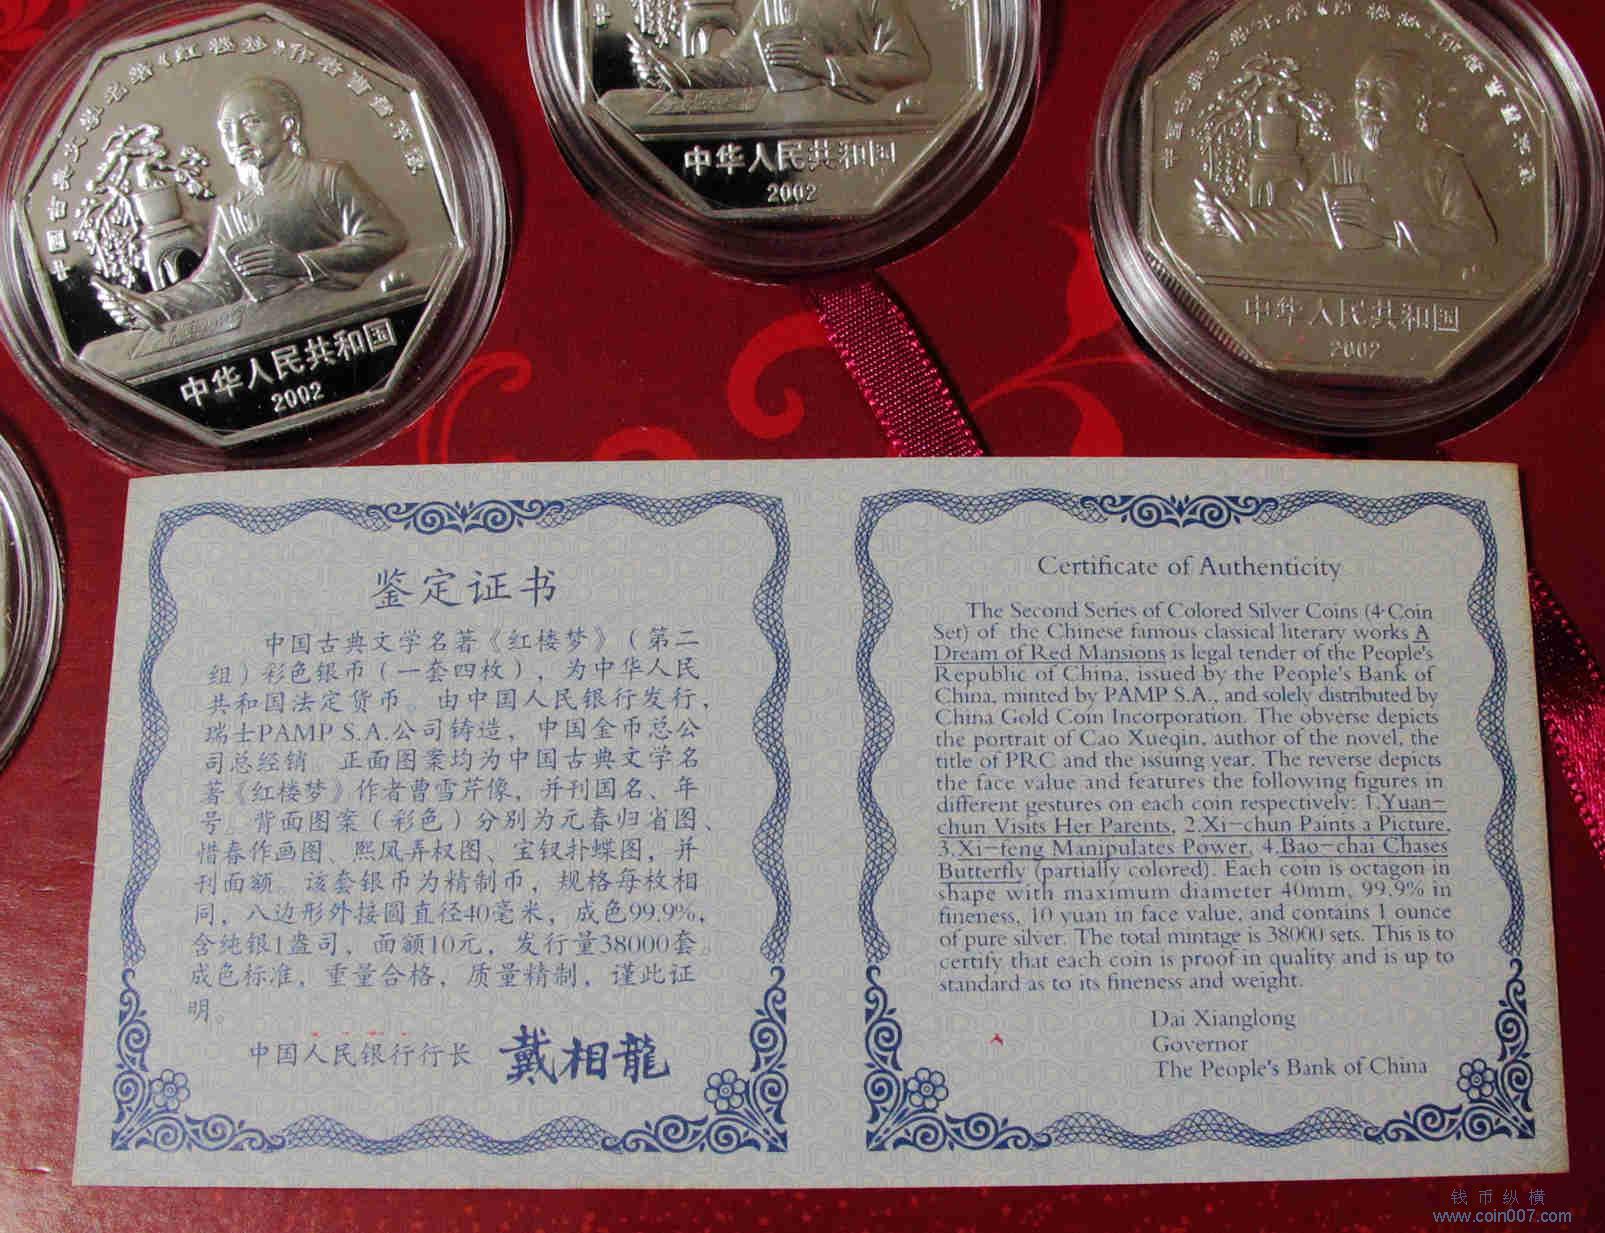 中国古典文学名著《红楼梦》作者曹雪芹像
中华人民共和国
2002
中华人民共和国
2002
中华人民共和国
2002
鉴定证书
中国古典文学名著《红楼梦》（第二
组）彩色银币（一套四枚），为中华人民
共和国法定货币。由中国人民银行发行，
瑞士PAMP S.A.公司铸造，中国金币总公
司总经销。正面图案均为中国古典文学名
著《红楼梦》作者曹雪芹像，并刊国名、年
号。背面图案（彩色）分别为元春归省图、
惜春作画图、熙凤弄权图、宝钗扑蝶图，并
刊面额。该套银币为精制币，规格每枚相
同，八边形外接圆直径40毫米，成色99.9%，
含纯银1盎司，面额10元，发行量38000套。
成色标准，重量合格，质量精制，谨此证
明。
中国人民银行行长 戴相龍
Certificate of Authenticity
The Second Series of Colored Silver Coins (4-Coin
Set) of the Chinese famous classical literary works A
Dream of Red Mansions is legal tender of the People's
Republic of China, issued by the People's Bank of
China, minted by PAMP S.A., and solely distributed by
China Gold Coin Incorporation. The obverse depicts
the portrait of Cao Xueqin, author of the novel, the
title of PRC and the issuing year. The reverse depicts
the face value and features the following figures in
different gestures on each coin respectively: 1.Yuan-
chun Visits Her Parents, 2.Xi-chun Paints a Picture,
3.Xi-feng Manipulates Power, 4.Bao-chai Chases
Butterfly (partially colored). Each coin is octagon in
shape with maximum diameter 40mm, 99.9% in
fineness, 10 yuan in face value, and contains 1 ounce
of pure silver. The total mintage is 38000 sets. This is to
certify that each coin is proof in quality and is up to
standard as to its fineness and weight.
Dai Xianglong
Governor
The People's Bank of China
钱币纵横
www.coin007.com